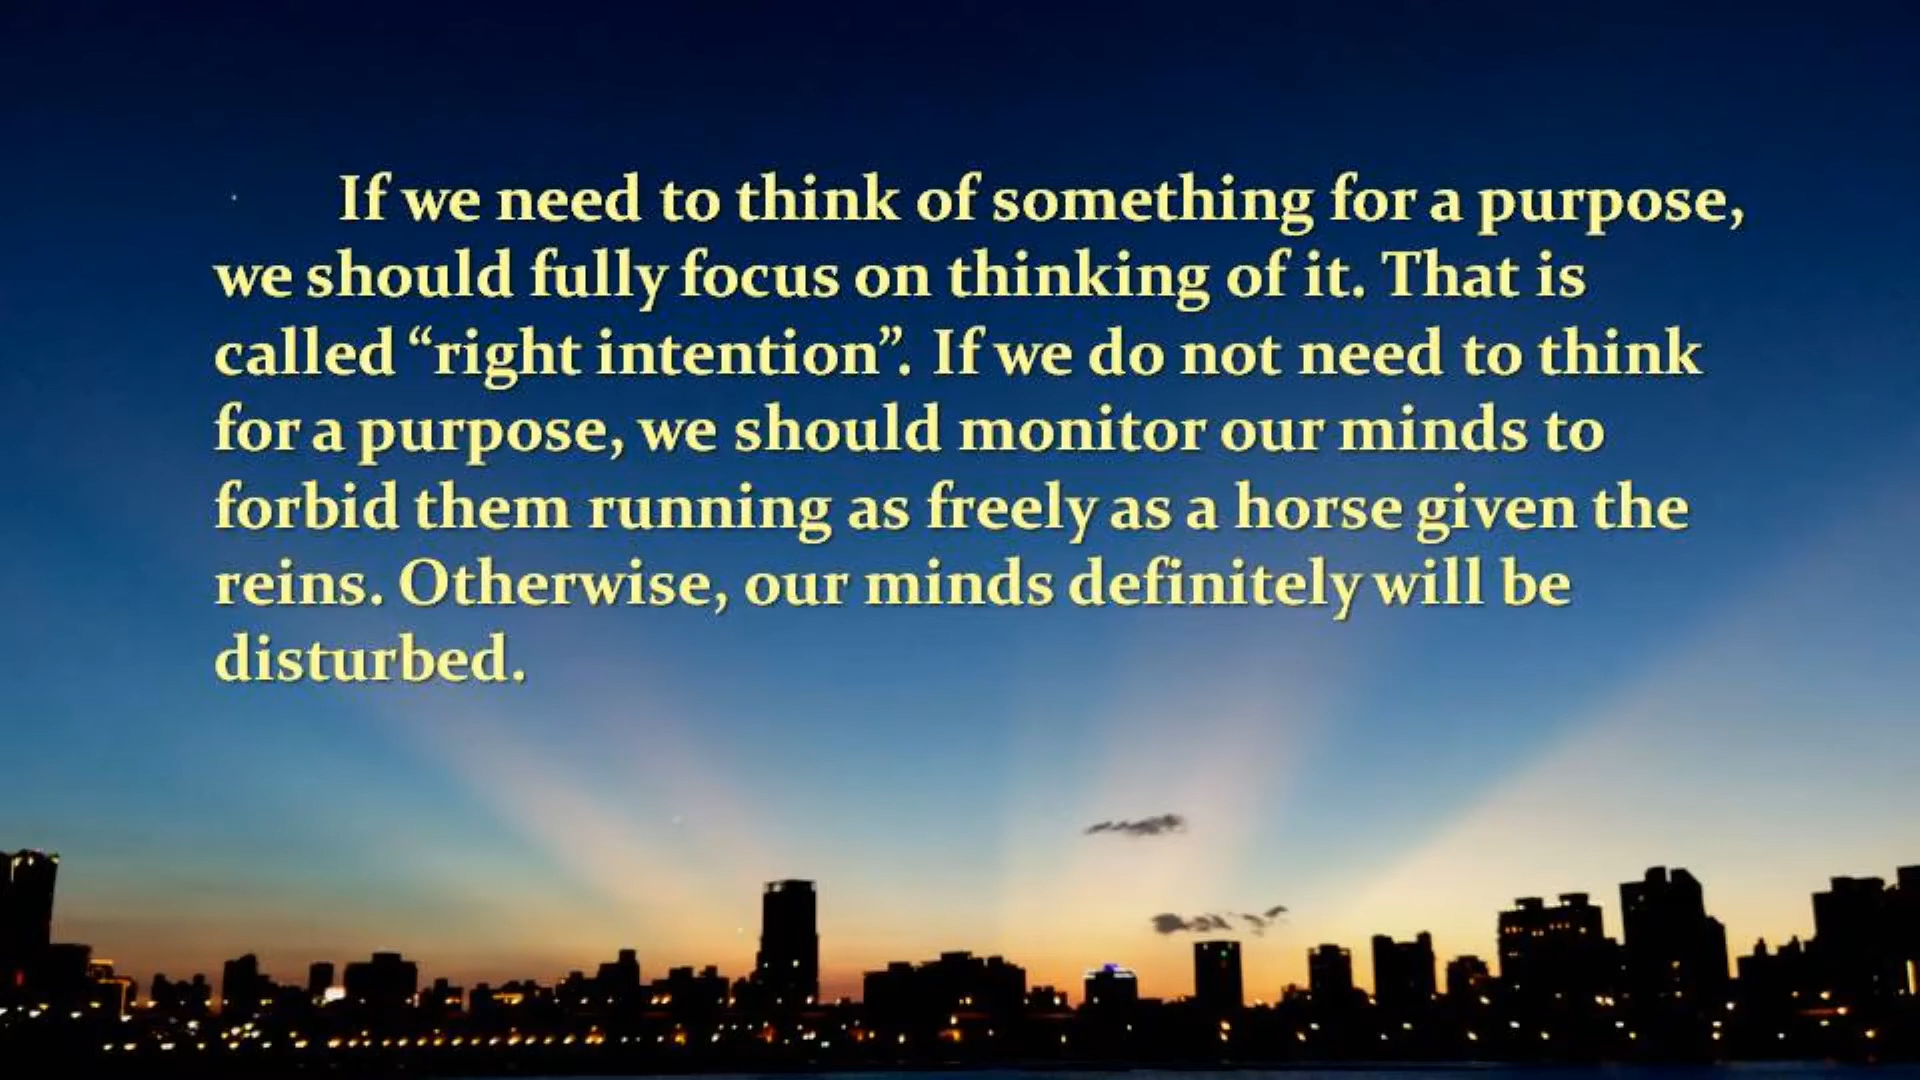 If we need to think of something for a purpose,
we should fully focus on thinking of it. That is
called “right intention”. If we do not need to think
for a purpose, we should monitor our minds to
forbid them running as freely as a horse given the
reins. Otherwise, our minds definitely will be
disturbed.